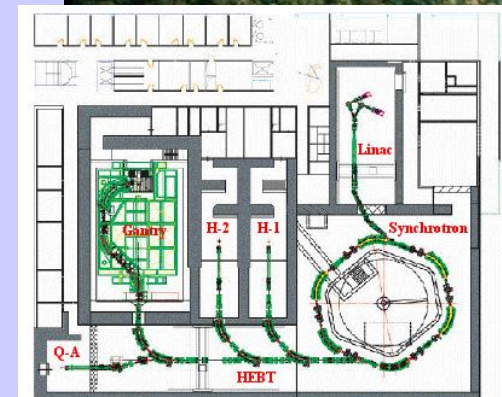 Linac
Gantry
H-2
H-1
Synchrotron
Q-A
HEBT